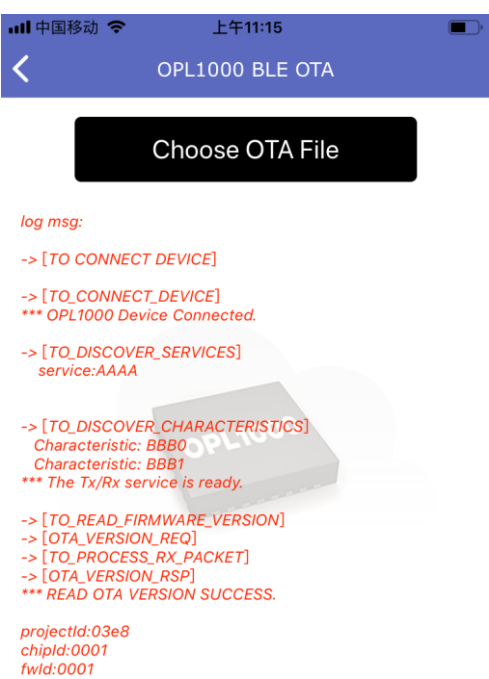 中国移动 上午11:15
OPL1000 BLE OTA
Choose OTA File
log msg:
-> [TO CONNECT DEVICE]
-> [TO_CONNECT_DEVICE]
*** OPL1000 Device Connected.
-> [TO_DISCOVER_SERVICES]
service:AAAA
-> [TO_DISCOVER_CHARACTERISTICS]
Characteristic: BBB0
Characteristic: BBB1
OPL1000
*** The Tx/Rx service is ready.
-> [TO_READ_FIRMWARE_VERSION]
-> [OTA_VERSION_REQ]
-> [TO_PROCESS_RX_PACKET]
-> [OTA_VERSION_RSP]
*** READ OTA VERSION SUCCESS.
projectId:03e8
chipId:0001
fwId:0001